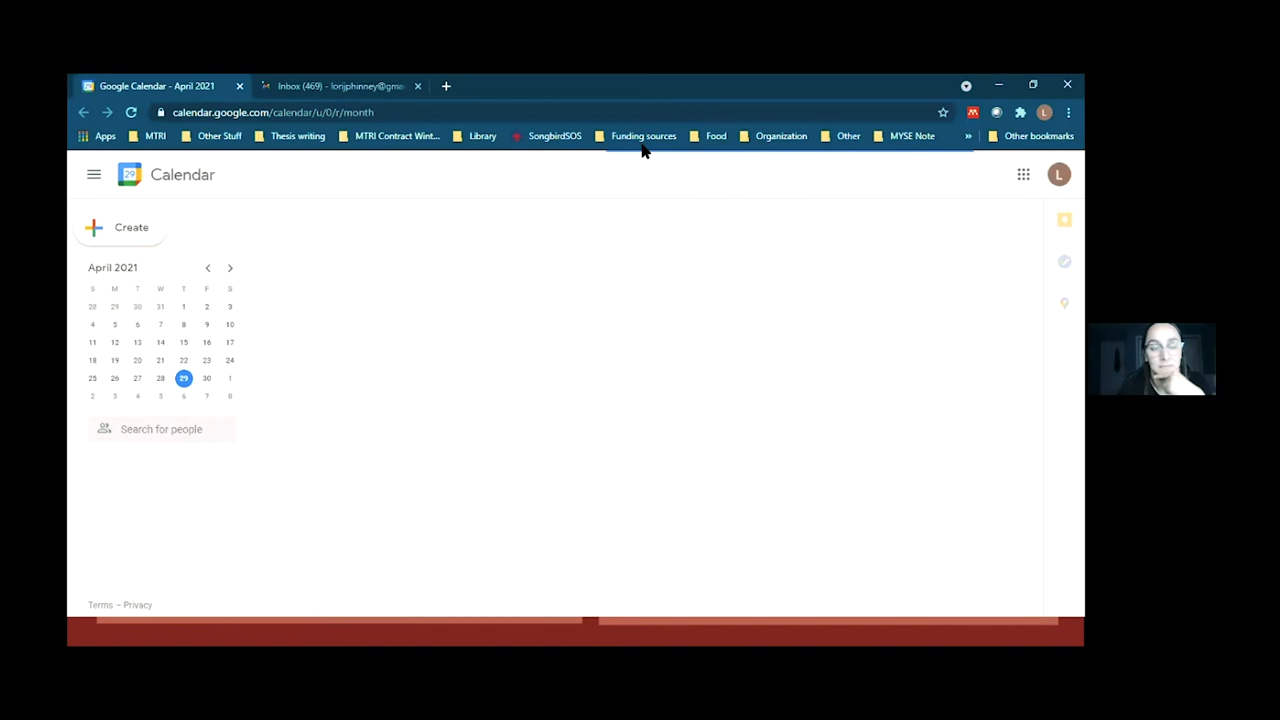 Google Calendar - April 2021
Inbox (469) - lorijphinney@gma
calendar.google.com/calendar/u/0/r/month
L
Apps MTRI Other Stuff Thesis writing MTRI Contract Wint... Library SongbirdSOS Funding sources Food Organization Other MYSE Note » Other bookmarks
29 Calendar L
Create
April 2021
S M T W T F S
28 29 30 31 1 2 3
4 5 6 7 8 9 10
11 12 13 14 15 16 17
18 19 20 21 22 23 24
25 26 27 28 29 30 1
2 3 4 5 6 7 8
Search for people
Terms – Privacy